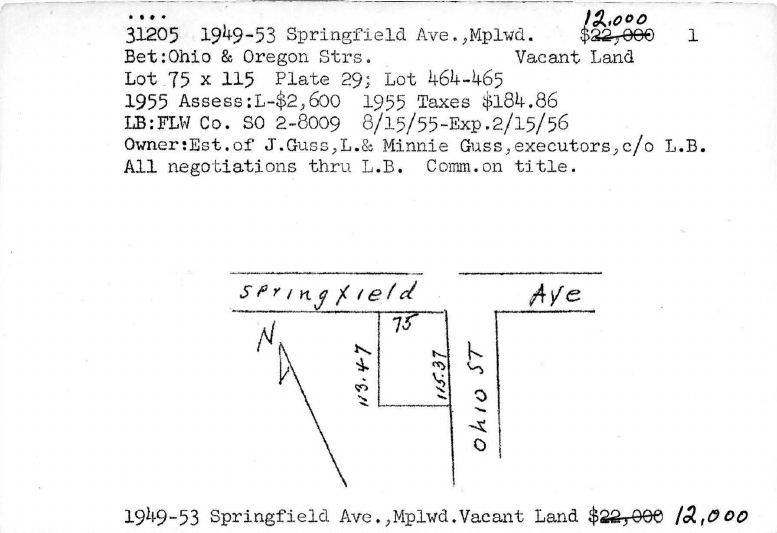 12,000
31205 1949-53 Springfield Ave.,Mplwd. $22,000 1
Bet:Ohio & Oregon Strs. Vacant Land
Lot 75 x 115 Plate 29; Lot 464-465
1955 Assess:L-$2,600 1955 Taxes $184.86
LB:FLW Co. SO 2-8009 8/15/55-Exp.2/15/56
Owner:Est.of J.Guss,L.& Minnie Guss,executors,c/o L.B.
All negotiations thru L.B. Comm.on title.
Springfield Ave
75
N
113.47
115.37
Ohio ST
1949-53 Springfield Ave.,Mplwd.Vacant Land $22,000 12,000